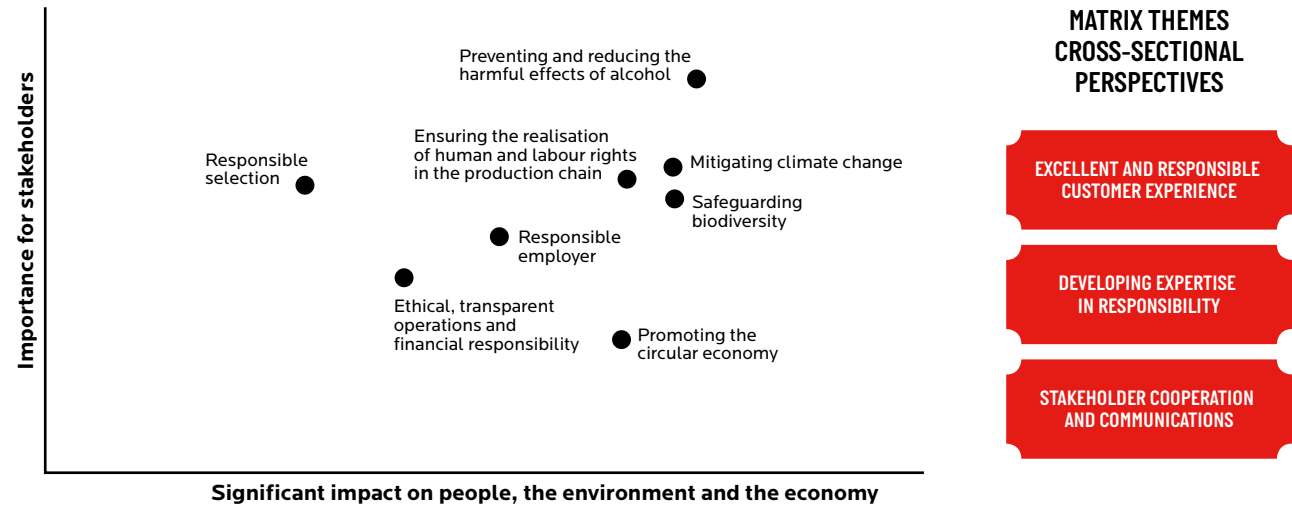 Importance for stakeholders
Preventing and reducing the
harmful effects of alcohol
Responsible
selection
Ensuring the realisation
of human and labour rights
in the production chain
Mitigating climate change
Safeguarding
biodiversity
Responsible
employer
Ethical, transparent
operations and
financial responsibility
Promoting the
circular economy
Significant impact on people, the environment and the economy
MATRIX THEMES
CROSS-SECTIONAL
PERSPECTIVES
EXCELLENT AND RESPONSIBLE
CUSTOMER EXPERIENCE
DEVELOPING EXPERTISE
IN RESPONSIBILITY
STAKEHOLDER COOPERATION
AND COMMUNICATIONS